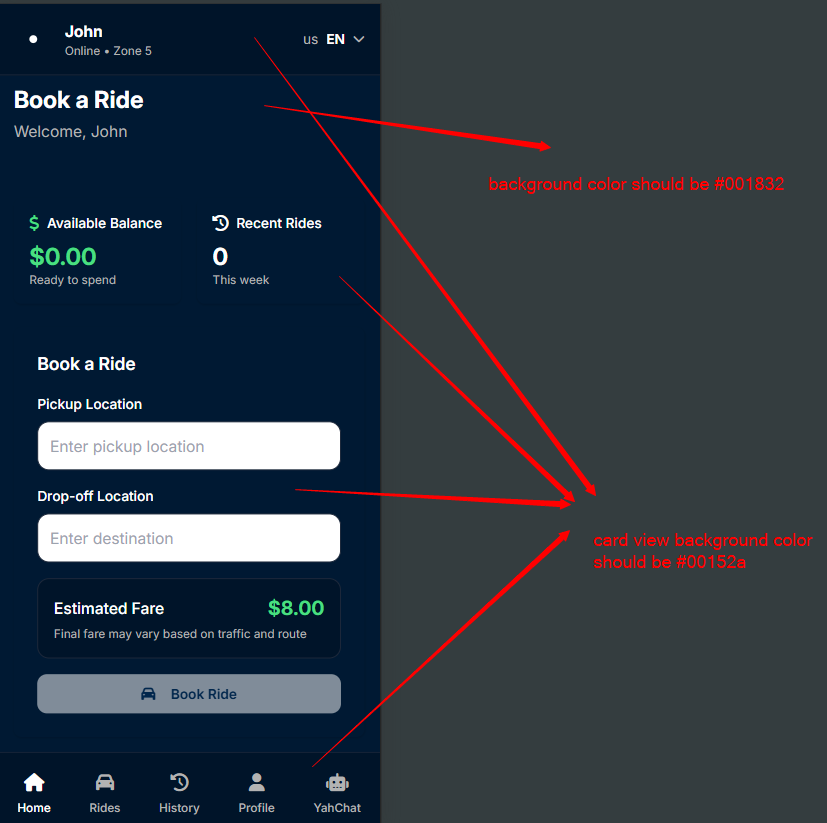 John
Online • Zone 5
us EN
Book a Ride
Welcome, John
background color should be #001832
Available Balance
Recent Rides
$0.00
0
Ready to spend
This week
Book a Ride
Pickup Location
Enter pickup location
Drop-off Location
Enter destination
card view background color
should be #00152a
Estimated Fare
$8.00
Final fare may vary based on traffic and route
Book Ride
Home
Rides
History
Profile
YahChat